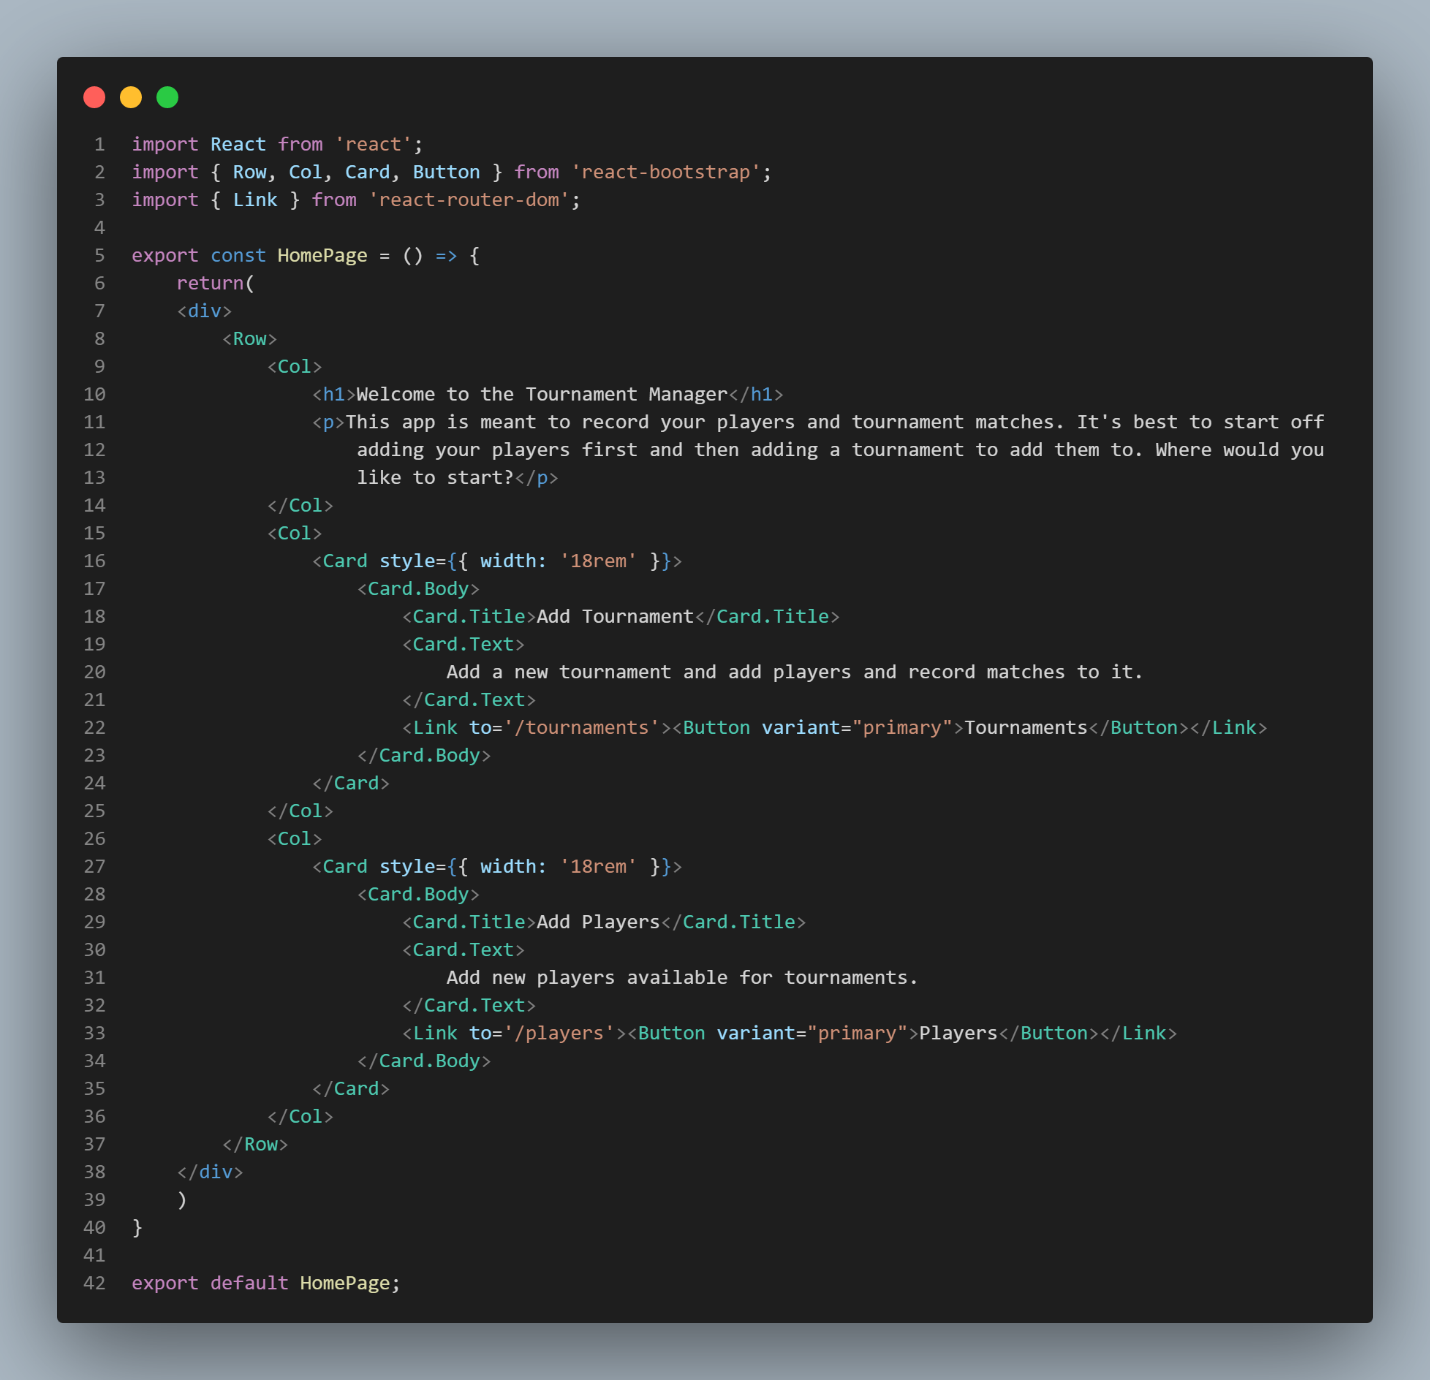 1 import React from 'react';
2 import { Row, Col, Card, Button } from 'react-bootstrap';
3 import { Link } from 'react-router-dom';
4
5 export const HomePage = () => {
6     return(
7     <div>
8         <Row>
9             <Col>
10                 <h1>Welcome to the Tournament Manager</h1>
11                 <p>This app is meant to record your players and tournament matches. It's best to start off
12                     adding your players first and then adding a tournament to add them to. Where would you
13                     like to start?</p>
14             </Col>
15             <Col>
16                 <Card style={{ width: '18rem' }}>
17                     <Card.Body>
18                         <Card.Title>Add Tournament</Card.Title>
19                         <Card.Text>
20                             Add a new tournament and add players and record matches to it.
21                         </Card.Text>
22                         <Link to='/tournaments'><Button variant="primary">Tournaments</Button></Link>
23                     </Card.Body>
24                 </Card>
25             </Col>
26             <Col>
27                 <Card style={{ width: '18rem' }}>
28                     <Card.Body>
29                         <Card.Title>Add Players</Card.Title>
30                         <Card.Text>
31                             Add new players available for tournaments.
32                         </Card.Text>
33                         <Link to='/players'><Button variant="primary">Players</Button></Link>
34                     </Card.Body>
35                 </Card>
36             </Col>
37         </Row>
38     </div>
39     )
40 }
41
42 export default HomePage;